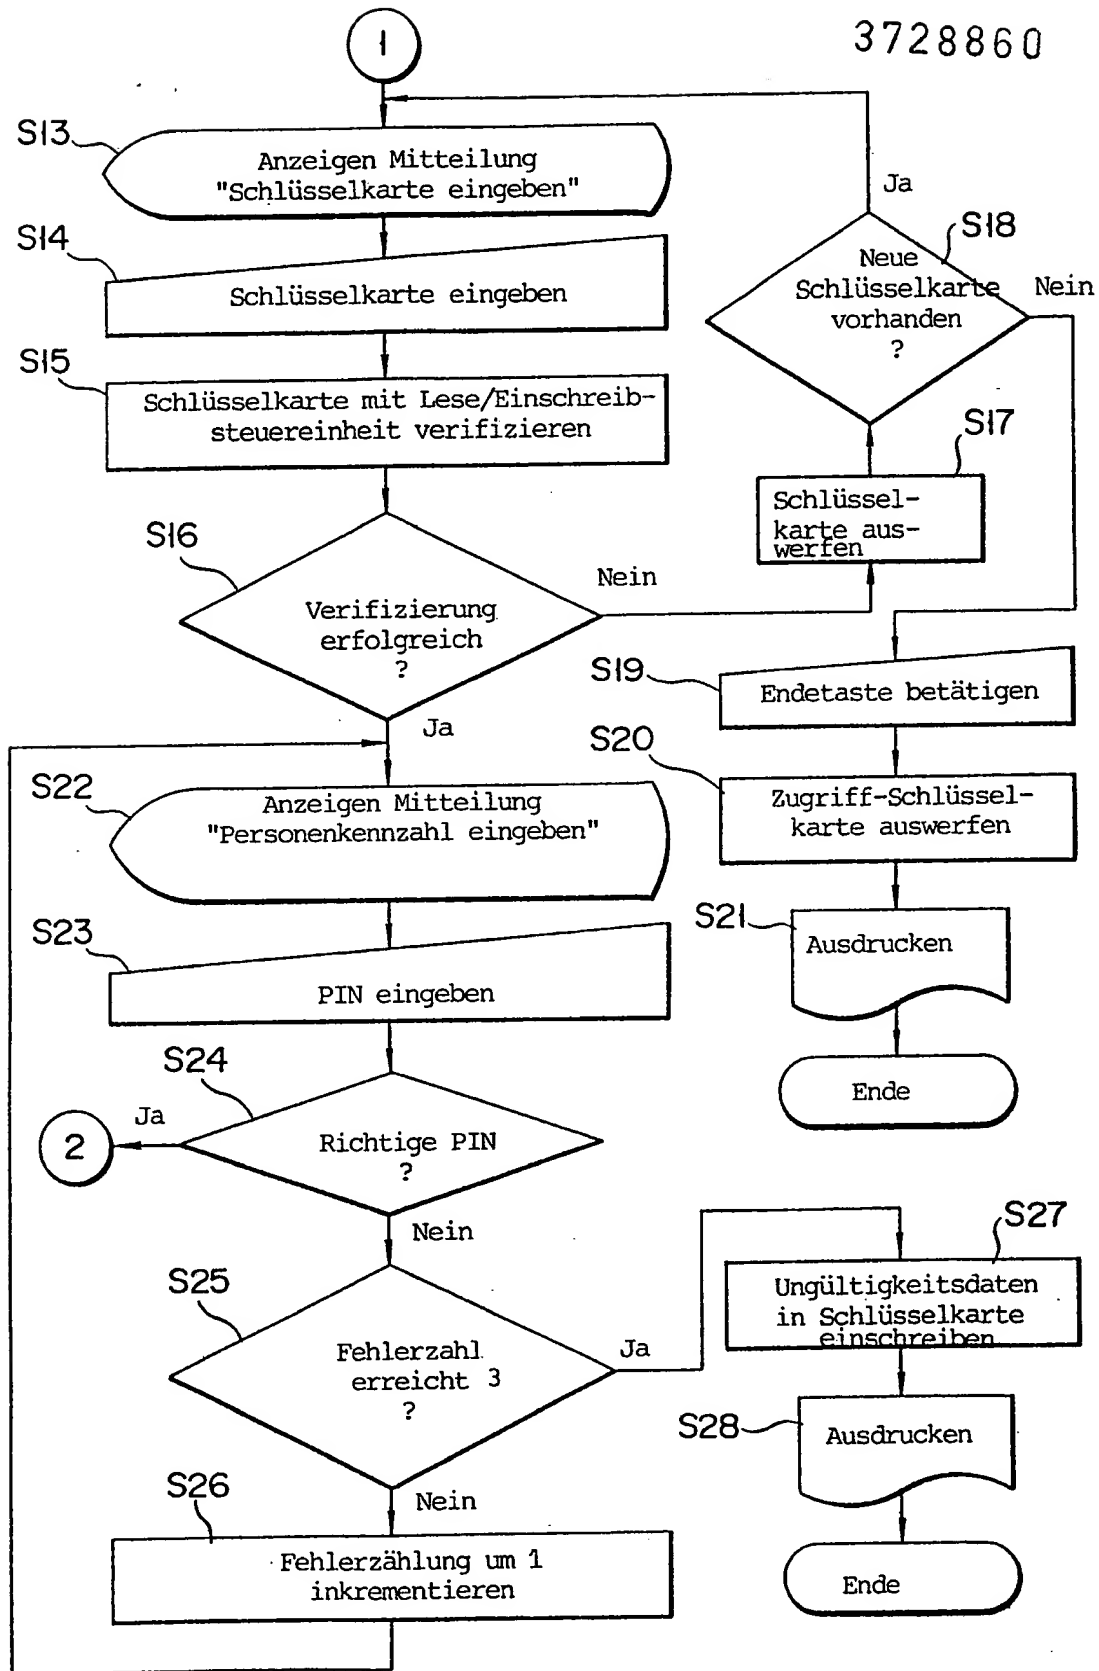 3728860
1
S13
Anzeigen Mitteilung
"Schlüsselkarte eingeben"
S14
Schlüsselkarte eingeben
S15
Schlüsselkarte mit Lese/Einschreib-
steuereinheit verifizieren
S16
Verifizierung
erfolgreich
?
Nein
Ja
S17
Schlüssel-
karte aus-
werfen
S18
Neue
Schlüsselkarte
vorhanden
?
Ja
Nein
S19
Endetaste betätigen
S20
Zugriff-Schlüssel-
karte auswerfen
S21
Ausdrucken
Ende
S22
Anzeigen Mitteilung
"Personenkennzahl eingeben"
S23
PIN eingeben
S24
Richtige PIN
?
Ja
2
Nein
S25
Fehlerzahl
erreicht 3
?
Ja
Nein
S26
Fehlerzählung um 1
inkrementieren
S27
Ungültigkeitsdaten
in Schlüsselkarte
einschreiben
S28
Ausdrucken
Ende